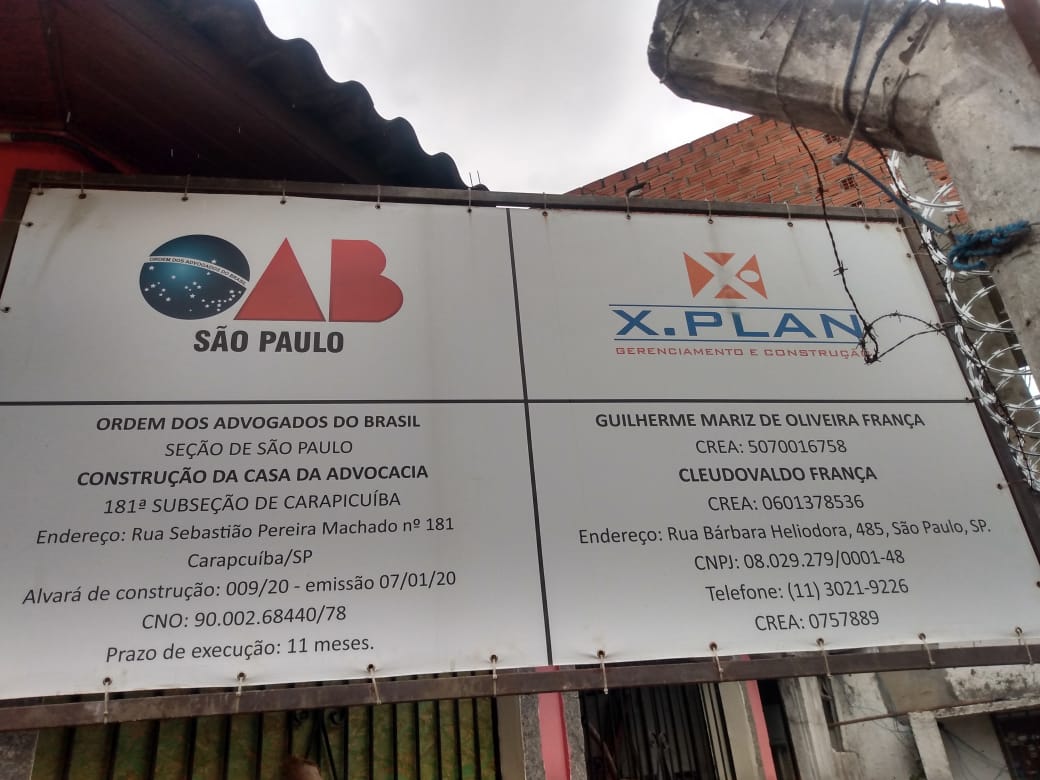 ORDEM DOS ADVOGADOS DO BRASIL
OAB
SÃO PAULO
ORDEM DOS ADVOGADOS DO BRASIL
SEÇÃO DE SÃO PAULO
CONSTRUÇÃO DA CASA DA ADVOCACIA
181ª SUBSEÇÃO DE CARAPICUÍBA
Endereço: Rua Sebastião Pereira Machado nº 181
Carapcuíba/SP
Alvará de construção: 009/20 - emissão 07/01/20
CNO: 90.002.68440/78
Prazo de execução: 11 meses.
X.PLAN
GERENCIAMENTO E CONSTRUÇÃO
GUILHERME MARIZ DE OLIVEIRA FRANÇA
CREA: 5070016758
CLEUDOVALDO FRANÇA
CREA: 0601378536
Endereço: Rua Bárbara Heliodora, 485, São Paulo, SP.
CNPJ: 08.029.279/0001-48
Telefone: (11) 3021-9226
CREA: 0757889